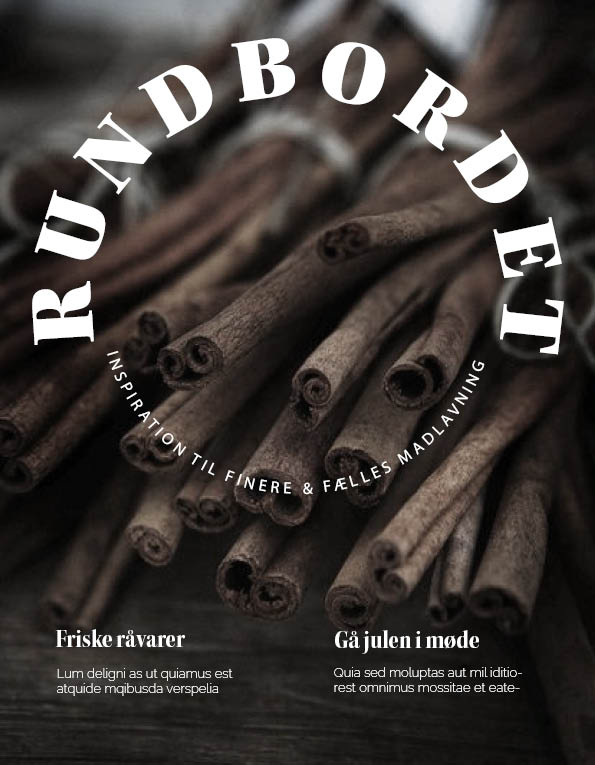 RUNDBORDET
INSPIRATION TIL FINERE & FÆLLES MADLAVNING
Friske råvarer
Lum deligni as ut quiamus est
atquide mqibusda verspelia
Gå julen i møde
Quia sed moluptas aut mil iditio-
rest omnimus mossitae et eate-